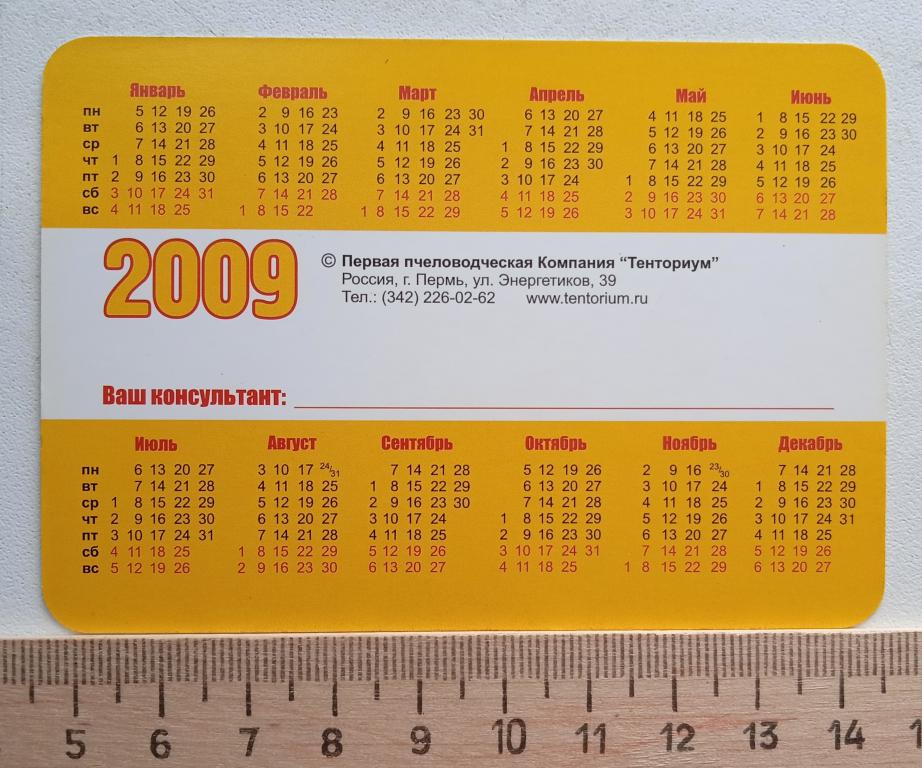 Январь Февраль Март Апрель Май Июнь
пн 5 12 19 26 2 9 16 23 2 9 16 23 30 6 13 20 27 4 11 18 25 1 8 15 22 29
вт 6 13 20 27 3 10 17 24 3 10 17 24 31 7 14 21 28 5 12 19 26 2 9 16 23 30
ср 7 14 21 28 4 11 18 25 4 11 18 25 1 8 15 22 29 6 13 20 27 3 10 17 24
чт 1 8 15 22 29 5 12 19 26 5 12 19 26 2 9 16 23 30 7 14 21 28 4 11 18 25
пт 2 9 16 23 30 6 13 20 27 6 13 20 27 3 10 17 24 1 8 15 22 29 5 12 19 26
сб 3 10 17 24 31 7 14 21 28 7 14 21 28 4 11 18 25 2 9 16 23 30 6 13 20 27
вс 4 11 18 25 1 8 15 22 1 8 15 22 29 5 12 19 26 3 10 17 24 31 7 14 21 28
2009
© Первая пчеловодческая Компания “Тенториум”
Россия, г. Пермь, ул. Энергетиков, 39
Тел.: (342) 226-02-62 www.tentorium.ru
Ваш консультант:
Июль Август Сентябрь Октябрь Ноябрь Декабрь
пн 6 13 20 27 3 10 17 24/31 7 14 21 28 5 12 19 26 2 9 16 23/30 7 14 21 28
вт 7 14 21 28 4 11 18 25 1 8 15 22 29 6 13 20 27 3 10 17 24 1 8 15 22 29
ср 1 8 15 22 29 5 12 19 26 2 9 16 23 30 7 14 21 28 4 11 18 25 2 9 16 23 30
чт 2 9 16 23 30 6 13 20 27 3 10 17 24 1 8 15 22 29 5 12 19 26 3 10 17 24 31
пт 3 10 17 24 31 7 14 21 28 4 11 18 25 2 9 16 23 30 6 13 20 27 4 11 18 25
сб 4 11 18 25 1 8 15 22 29 5 12 19 26 3 10 17 24 31 7 14 21 28 5 12 19 26
вс 5 12 19 26 2 9 16 23 30 6 13 20 27 4 11 18 25 1 8 15 22 29 6 13 20 27
5 6 7 8 9 10 11 12 13 14